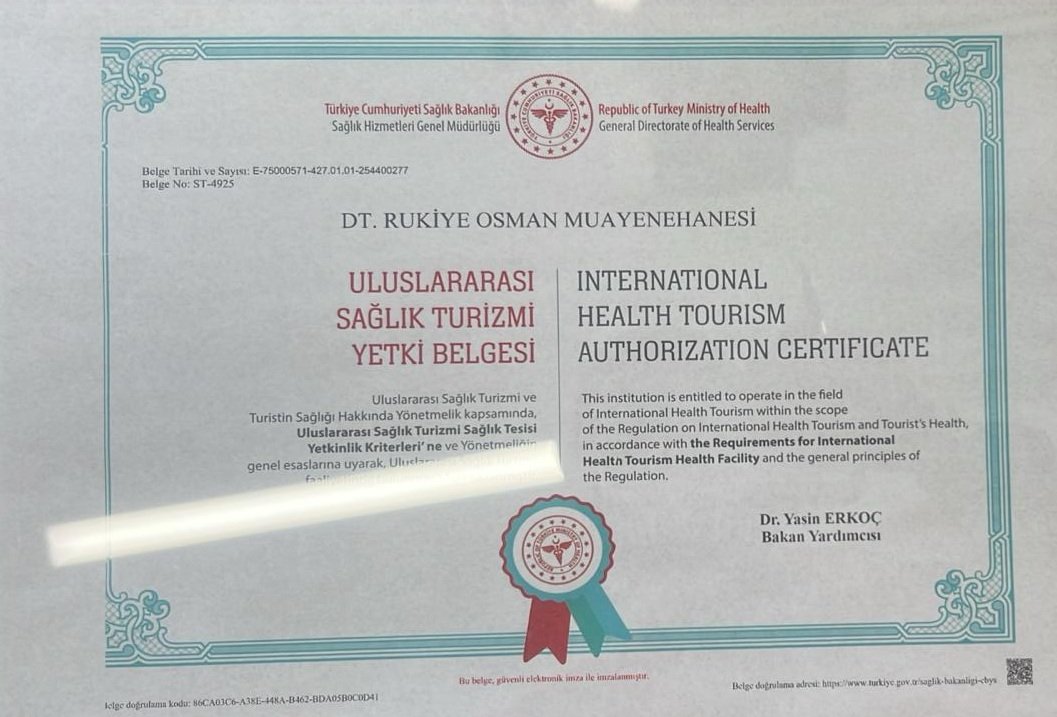 Türkiye Cumhuriyeti Sağlık Bakanlığı
Sağlık Hizmetleri Genel Müdürlüğü
Republic of Turkey Ministry of Health
General Directorate of Health Services
Belge Tarihi ve Sayısı: E-75000571-427.01.01-254400277
Belge No: ST-4925
DT. RUKİYE OSMAN MUAYENEHANESİ
ULUSLARARASI
SAĞLIK TURİZMİ
YETKİ BELGESİ
INTERNATIONAL
HEALTH TOURISM
AUTHORIZATION CERTIFICATE
Uluslararası Sağlık Turizmi ve
Turistin Sağlığı Hakkında Yönetmelik kapsamında,
Uluslararası Sağlık Turizmi Sağlık Tesisi
Yetkinlik Kriterleri' ne ve Yönetmeliğin
genel esaslarına uyarak,
This institution is entitled to operate in the field
of International Health Tourism within the scope
of the Regulation on International Health Tourism and Tourist's Health,
in accordance with the Requirements for International
Health Tourism Health Facility and the general principles of
the Regulation.
Dr. Yasin ERKOÇ
Bakan Yardımcısı
Bu belge, güvenli elektronik imza ile imzalanmıştır.
Belge doğrulama kodu: 86CA03C6-A38E-448A-B462-BDA05B0C0D41
Belge doğrulama adresi: https://www.turkiye.gov.tr/saglik-bakanligi-ebys